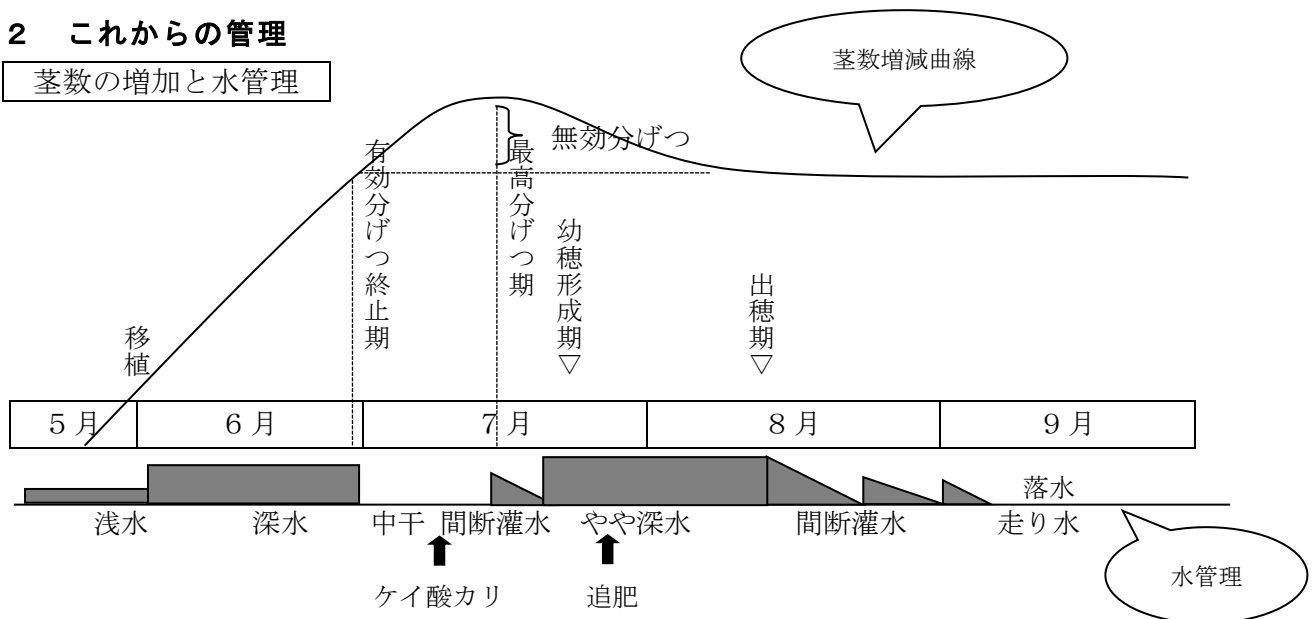 ２　これからの管理
茎数の増加と水管理
茎数増減曲線
無効分げつ
有効分げつ終止期
最高分げつ期
幼穂形成期▽
出穂期▽
移植
５月
６月
７月
８月
９月
落水
浅水
深水
中干
間断灌水
やや深水
間断灌水
走り水
水管理
ケイ酸カリ
追肥